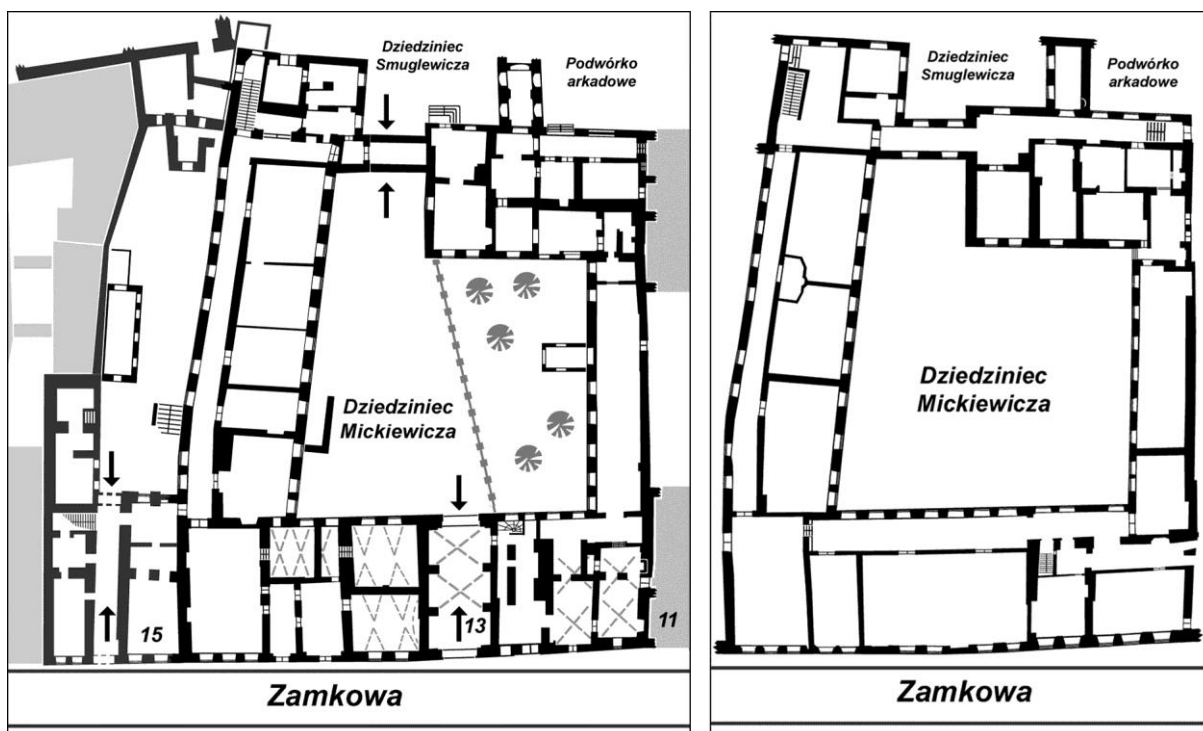 Dziedziniec
Smuglewicza
Podwórko
arkadowe
Dziedziniec
Mickiewicza
15
13
11
Zamkowa
Dziedziniec
Smuglewicza
Podwórko
arkadowe
Dziedziniec
Mickiewicza
Zamkowa